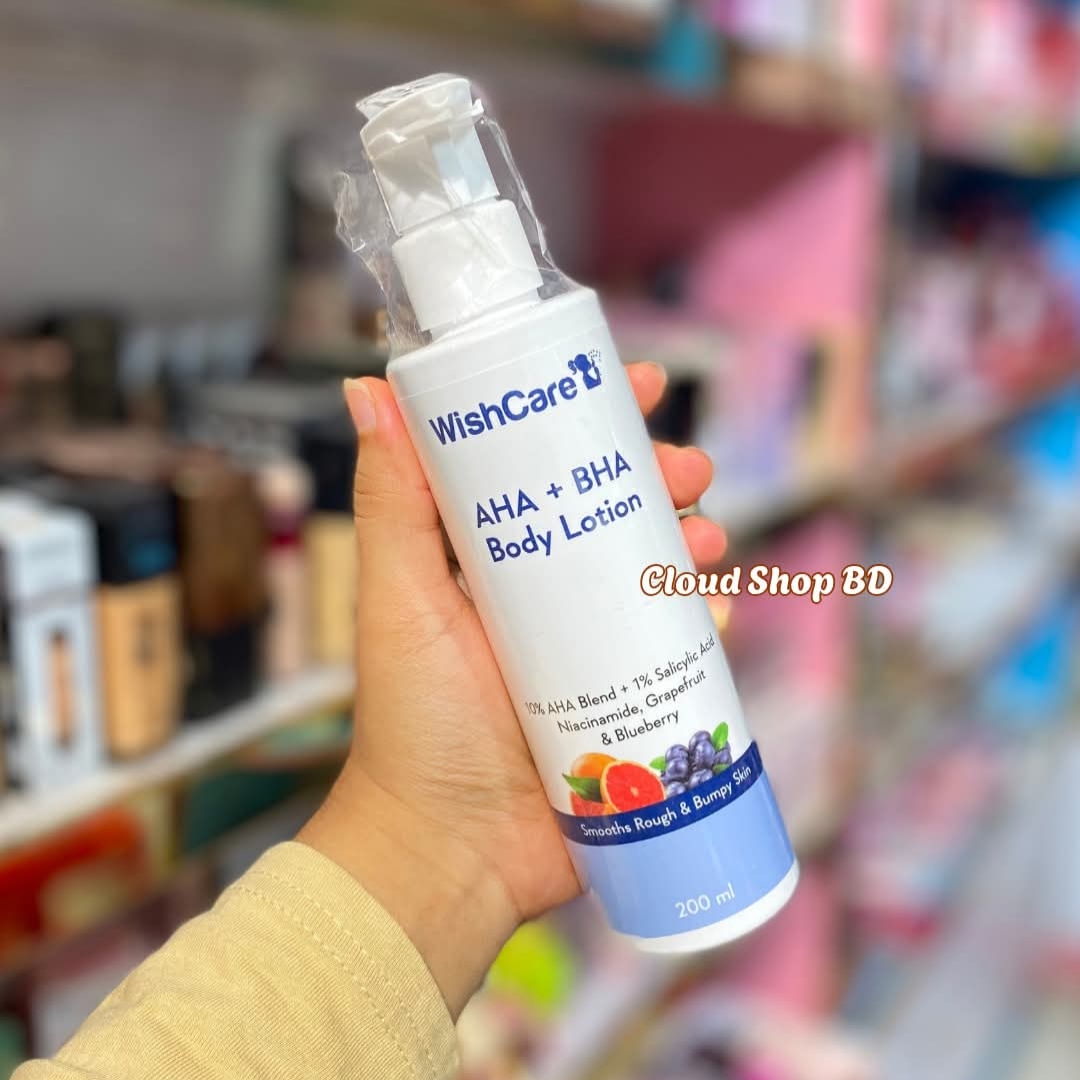 WishCare
AHA + BHA
Body Lotion
Cloud Shop BD
10% AHA Blend + 1% Salicylic Acid
Niacinamide, Grapefruit
& Blueberry
Smooths Rough & Bumpy Skin
200 ml